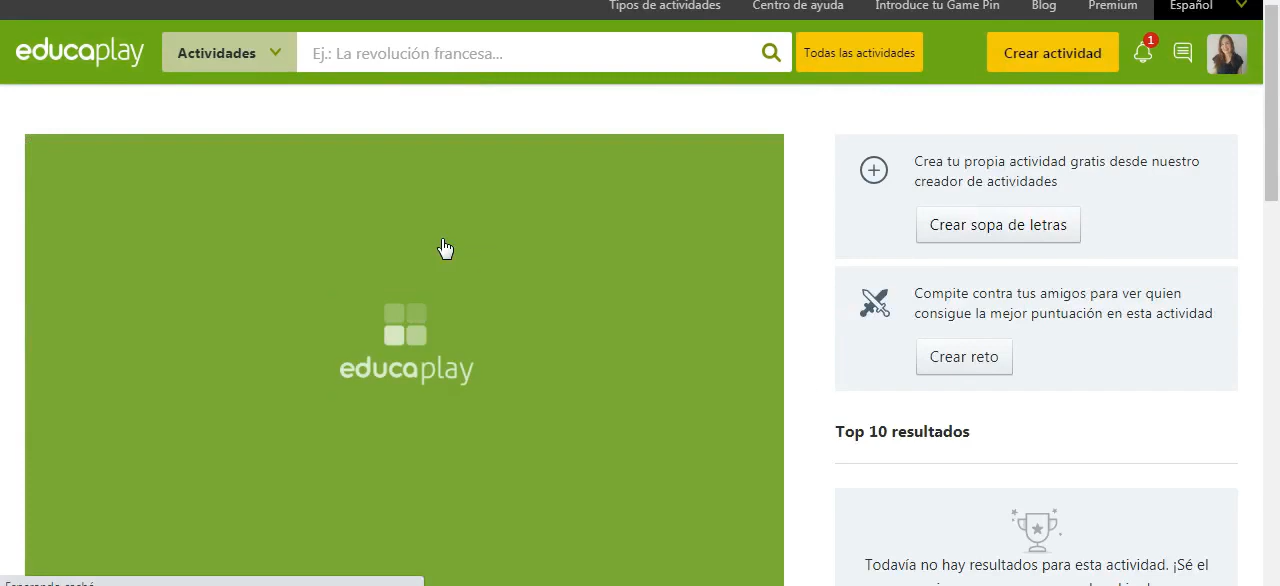 Tipos de actividades Centro de ayuda Introduce tu Game Pin Blog Premium Español
educaplay Actividades Ej.: La revolución francesa... Todas las actividades Crear actividad 1
Crea tu propia actividad gratis desde nuestro
creador de actividades
Crear sopa de letras
Compite contra tus amigos para ver quien
consigue la mejor puntuación en esta actividad
Crear reto
educaplay
Top 10 resultados
Todavía no hay resultados para esta actividad. ¡Sé el